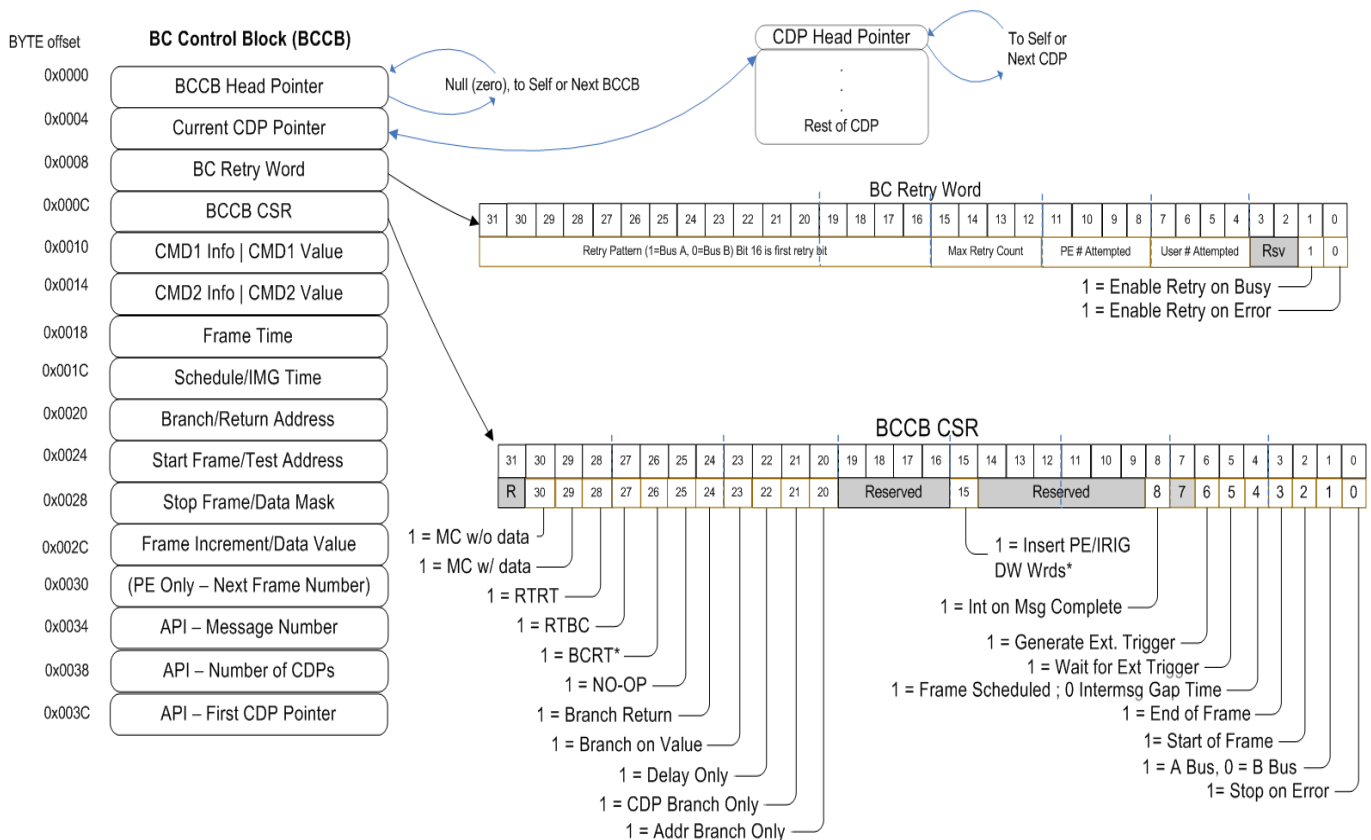 BYTE offset
BC Control Block (BCCB)
0x0000
BCCB Head Pointer
Null (zero), to Self or Next BCCB
0x0004
Current CDP Pointer
0x0008
BC Retry Word
0x000C
BCCB CSR
0x0010
CMD1 Info | CMD1 Value
0x0014
CMD2 Info | CMD2 Value
0x0018
Frame Time
0x001C
Schedule/IMG Time
0x0020
Branch/Return Address
0x0024
Start Frame/Test Address
0x0028
Stop Frame/Data Mask
0x002C
Frame Increment/Data Value
0x0030
(PE Only – Next Frame Number)
0x0034
API – Message Number
0x0038
API – Number of CDPs
0x003C
API – First CDP Pointer
CDP Head Pointer
To Self or
Next CDP
.
.
.
Rest of CDP
BC Retry Word
31 30 29 28 27 26 25 24 23 22 21 20 19 18 17 16 15 14 13 12 11 10 9 8 7 6 5 4 3 2 1 0
Retry Pattern (1=Bus A, 0=Bus B) Bit 16 is first retry bit Max Retry Count PE # Attempted User # Attempted Rsv 1 0
1 = Enable Retry on Busy
1 = Enable Retry on Error
BCCB CSR
31 30 29 28 27 26 25 24 23 22 21 20 19 18 17 16 15 14 13 12 11 10 9 8 7 6 5 4 3 2 1 0
R 30 29 28 27 26 25 24 23 22 21 20 Reserved 15 Reserved 8 7 6 5 4 3 2 1 0
1 = MC w/o data
1 = MC w/ data
1 = RTRT
1 = RTBC
1 = BCRT*
1 = NO-OP
1 = Branch Return
1 = Branch on Value
1 = Delay Only
1 = CDP Branch Only
1 = Addr Branch Only
1 = Insert PE/IRIG
DW Wrds*
1 = Int on Msg Complete
1 = Generate Ext. Trigger
1 = Wait for Ext Trigger
1 = Frame Scheduled ; 0 Intermsg Gap Time
1 = End of Frame
1= Start of Frame
1 = A Bus, 0 = B Bus
1= Stop on Error